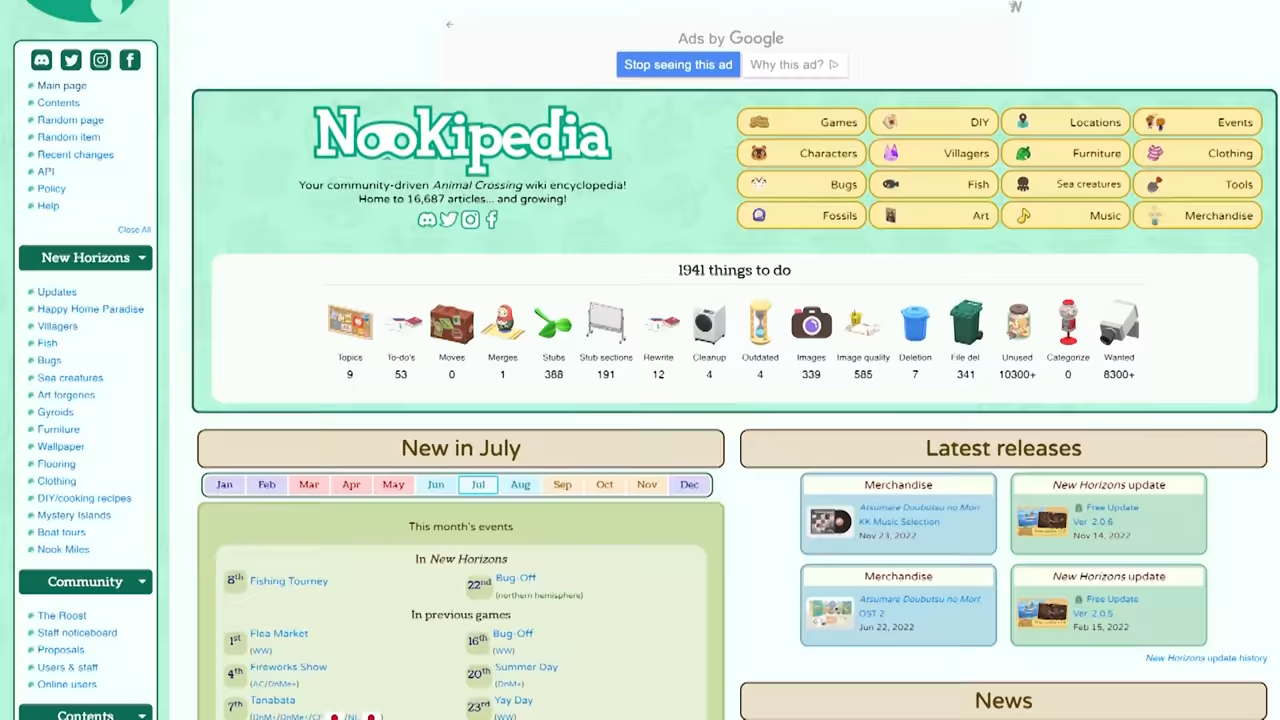 Ads by Google
Stop seeing this ad
Why this ad?
Main page
Contents
Random page
Random item
Recent changes
API
Policy
Help
Close All
New Horizons
Updates
Happy Home Paradise
Villagers
Fish
Bugs
Sea creatures
Art forgeries
Gyroids
Furniture
Wallpaper
Flooring
Clothing
DIY/cooking recipes
Mystery Islands
Boat tours
Nook Miles
Community
The Roost
Staff noticeboard
Proposals
Users & staff
Online users
Contents
Nookipedia
Your community-driven Animal Crossing wiki encyclopedia!
Home to 16,687 articles... and growing!
Games DIY Locations Events
Characters Villagers Furniture Clothing
Bugs Fish Sea creatures Tools
Fossils Art Music Merchandise
1941 things to do
Topics To-do's Moves Merges Stubs Stub sections Rewrite Cleanup Outdated Images Image quality Deletion File del. Unused Categorize Wanted
9 53 0 1 388 191 12 4 4 339 585 7 341 10300+ 0 8300+
New in July
Jan Feb Mar Apr May Jun Jul Aug Sep Oct Nov Dec
This month's events
In New Horizons
8th Fishing Tourney
22nd Bug-Off
(northern hemisphere)
In previous games
1st Flea Market
(WW)
16th Bug-Off
(WW)
4th Fireworks Show
(AC/DnMe+)
20th Summer Day
(DnM+)
7th Tanabata
23rd Yay Day
(WW)
Latest releases
Merchandise
Atsumare Doubutsu no Mori
KK Music Selection
Nov 23, 2022
New Horizons update
Free Update
Ver. 2.0.6
Nov 14, 2022
Merchandise
Atsumare Doubutsu no Mori
OST 2
Jun 22, 2022
New Horizons update
Free Update
Ver. 2.0.5
Feb 15, 2022
New Horizons update history
News